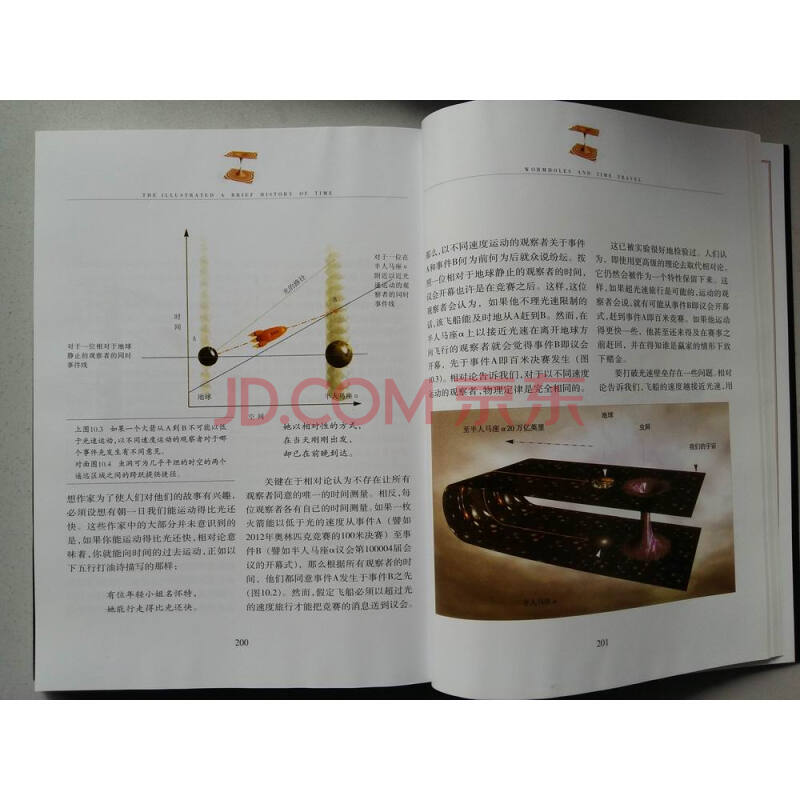 THE ILLUSTRATED A BRIEF HISTORY OF TIME
时
间
A
B
光的路径
对于一位在
半人马座α
附近以近光
速运动的观
察者的同时
事件线
对于一位相对于地球
静止的观察者的同时
事件线
地球
半人马座α
空间
上图10.3 如果一个火箭从A到B不可能以低
于光速运动，以不同速度运动的观察者对于哪
个事件先发生有不同意见。
对面图10.4 虫洞可为几乎平坦的时空的两个
遥远区域之间的跨跃提供捷径。
想作家为了使人们对他们的故事有兴趣，
必须设想有朝一日我们能运动得比光还
快。这些作家中的大部分并未意识到的
是，如果你能运动得比光还快，相对论意
味着，你就能向时间的过去运动，正如以
下五行打油诗描写的那样：
有位年轻小姐名怀特，
她能行走得比光还快。
她以相对性的方式，
在当天刚刚出发，
却已在前晚到达。
关键在于相对论认为不存在让所有
观察者同意的唯一的时间测量。相反，每
位观察者各有自己的时间测量。如果一枚
火箭能以低于光的速度从事件A（譬如
2012年奥林匹克竞赛的100米决赛）至事
件B（譬如半人马座α议会第100004届会
议的开幕式），那么根据所有观察者的时
间，他们都同意事件A发生于事件B之先
(图10.2)。然而，假定飞船必须以超过光
的速度旅行才能把竞赛的消息送到议会。
200
WORMHOLES AND TIME TRAVEL
那么，以不同速度运动的观察者关于事件
A和事件B何为前何为后就众说纷纭。按
照一位相对于地球静止的观察者的时间，
议会开幕也许是在竞赛之后。这样，这位
观察者会认为，如果他不理光速限制的
话，该飞船能及时地从A赶到B。然而，在
半人马座α上以接近光速在离开地球方
向飞行的观察者就会觉得事件B即议会
开幕，先于事件A即百米决赛发生（图
10.3)。相对论告诉我们，对于以不同速度
运动的观察者，物理定律是完全相同的。
这已被实验很好地检验过。人们认
为，即使用更高级的理论去取代相对论，
它仍然会被作为一个特性保留下来。这
样，如果超光速旅行是可能的，运动的观
察者会说，就有可能从事件B即议会开幕
式，赶到事件A即百米竞赛。如果他运动
得更快一些，他甚至还来得及在赛事之
前赶回，并在得知谁是赢家的情形下放
下赌金。
要打破光速壁垒存在一些问题。相对
论告诉我们，飞船的速度越接近光速，用
至半人马座α20万亿英里
地球
虫洞
我们的宇宙
半人马座α
201
JD.COM 京东